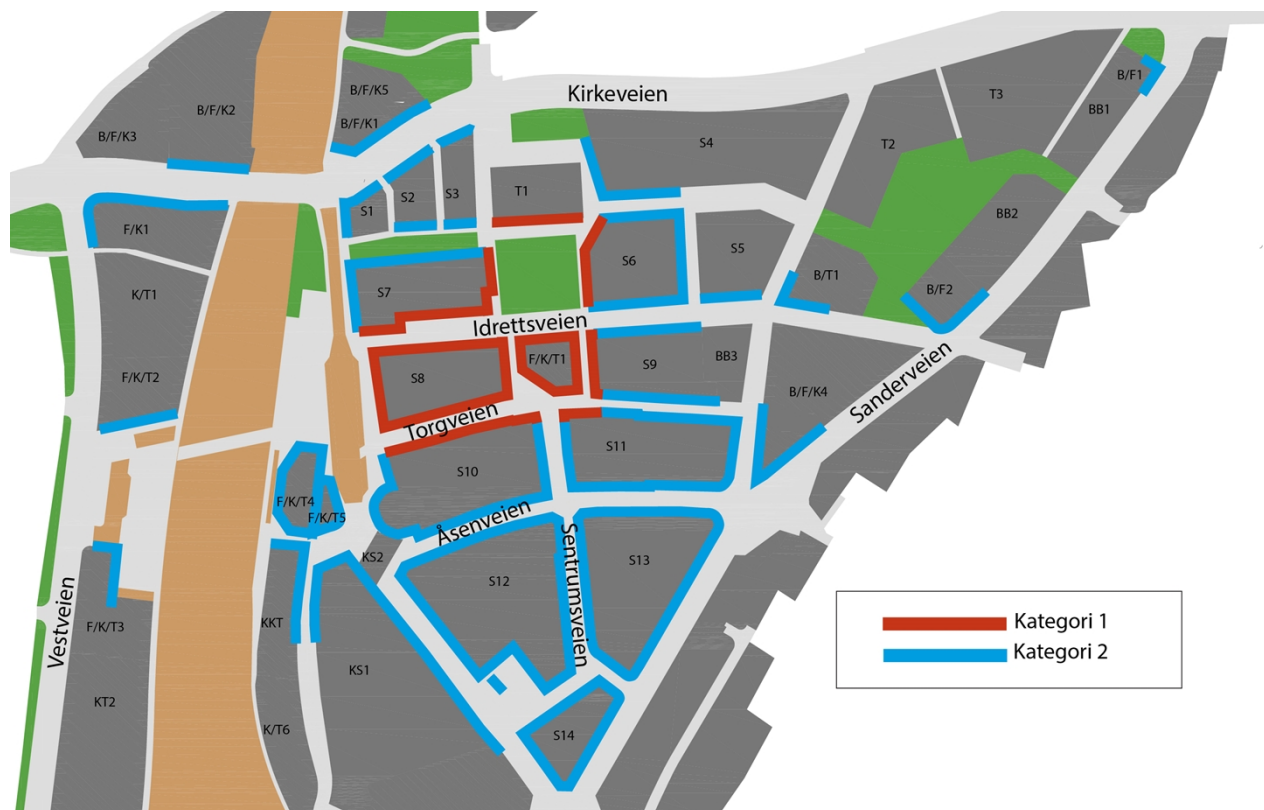 Kirkeveien
B/F/K5
B/F/K2
B/F/K1
B/F/K3
B/F1
T3
BB1
S4
T2
S3
S2
S1
T1
BB2
F/K1
S6
S5
B/T1
B/F2
K/T1
S7
Idrettsveien
F/K/T1
S9
BB3
S8
F/K/T2
B/F/K4
Sanderveien
Torgveien
S10
S11
F/K/T4
F/K/T5
Åsenveien
KS2
S12
Sentrumsveien
S13
Vestveien
F/K/T3
KKT
KS1
KT2
K/T6
S14
Kategori 1
Kategori 2